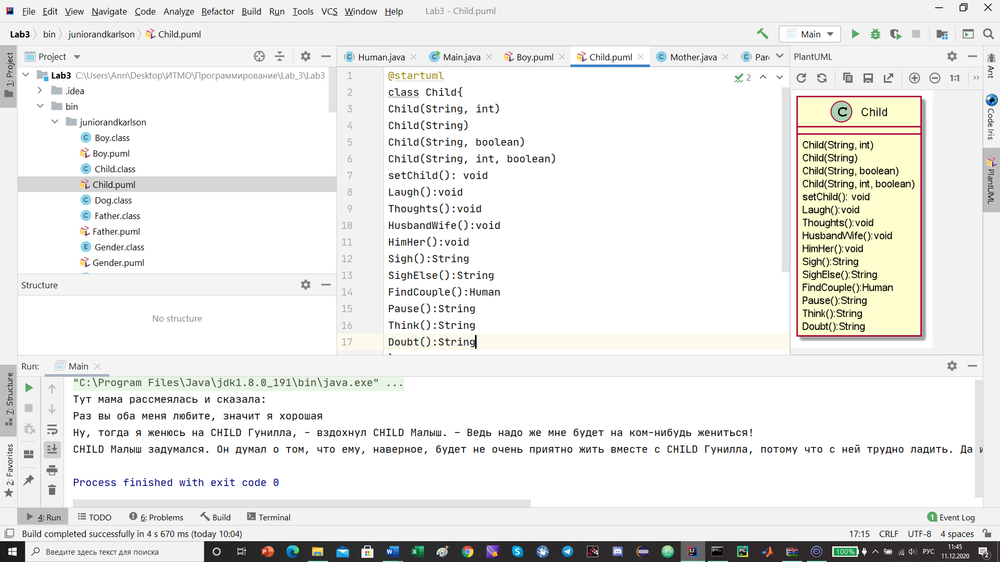 File Edit View Navigate Code Analyze Refactor Build Run Tools VCS Window Help Lab3 - Child.puml
Lab3 bin juniorandkarlson Child.puml Main
1: Project
Project
Human.java Main.java Boy.puml Child.puml Mother.java Par
PlantUML
Lab3 C:\Users\Ann\Desktop\ИТМО\Программирование\Lab_3\Lab3
.idea
bin
juniorandkarlson
Boy.class
Boy.puml
Child.class
Child.puml
Dog.class
Father.class
Father.puml
Gender.class
Gender.puml
Structure
No structure
1 @startuml
2 class Child{
3 Child(String, int)
4 Child(String)
5 Child(String, boolean)
6 Child(String, int, boolean)
7 setChild(): void
8 Laugh():void
9 Thoughts():void
10 HusbandWife():void
11 HimHer():void
12 Sigh():String
13 SighElse():String
14 FindCouple():Human
15 Pause():String
16 Think():String
17 Doubt():String
2
1:1
C Child
Child(String, int)
Child(String)
Child(String, boolean)
Child(String, int, boolean)
setChild(): void
Laugh():void
Thoughts():void
HusbandWife():void
HimHer():void
Sigh():String
SighElse():String
FindCouple():Human
Pause():String
Think():String
Doubt():String
Ant
Code Iris
PlantUML
7: Structure
2: Favorites
Run: Main
"C:\Program Files\Java\jdk1.8.0_191\bin\java.exe" ...
Тут мама рассмеялась и сказала:
Раз вы оба меня любите, значит я хорошая
Ну, тогда я женюсь на CHILD Гунилла, - вздохнул CHILD Малыш. – Ведь надо же мне будет на ком-нибудь жениться!
CHILD Малыш задумался. Он думал о том, что ему, наверное, будет не очень приятно жить вместе с CHILD Гунилла, потому что с ней трудно ладить. Да и
Process finished with exit code 0
4: Run TODO 6: Problems Build Terminal 1 Event Log
Build completed successfully in 4 s 670 ms (today 10:04) 17:15 CRLF UTF-8 4 spaces
Введите здесь текст для поиска 100% РУС 11:45
11.12.2020 2